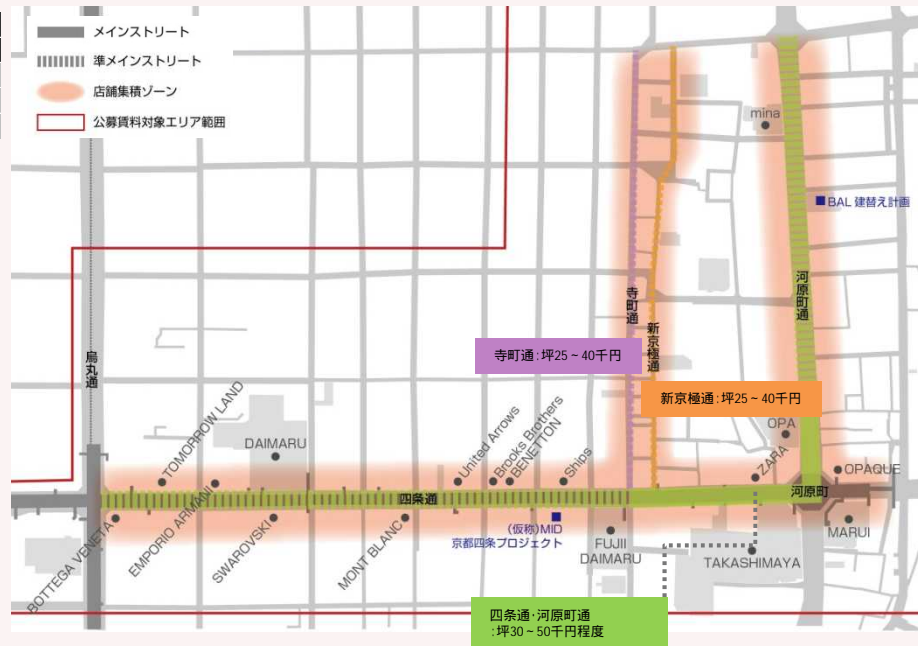 メインストリート
準メインストリート
店舗集積ゾーン
公募賃料対象エリア範囲
mina
BAL 建替え計画
河原町通
寺町通
新京極通
烏丸通
寺町通:坪25~40千円
新京極通:坪25~40千円
OPA
TOMORROW LAND
DAIMARU
EMPORIO ARMANI
United Arrows
Brooks Brothers
BENETTON
Ships
ZARA
OPAQUE
四条通
河原町
BOTTEGA VENETA
SWAROVSKI
MONT BLANC
(仮称)MID
京都四条プロジェクト
FUJII
DAIMARU
TAKASHIMAYA
MARUI
四条通・河原町通
:坪30~50千円程度